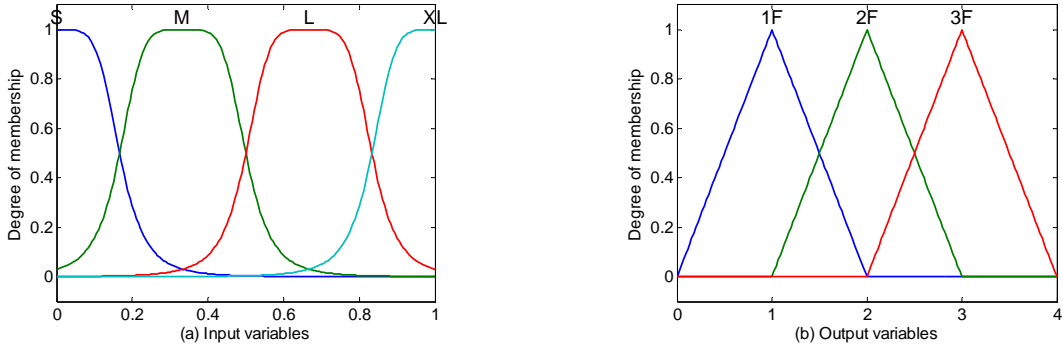 S M L XL
1
0.8
0.6
0.4
0.2
0
Degree of membership
0 0.2 0.4 0.6 0.8 1
(a) Input variables
1F 2F 3F
1
0.8
0.6
0.4
0.2
0
Degree of membership
0 1 2 3 4
(b) Output variables